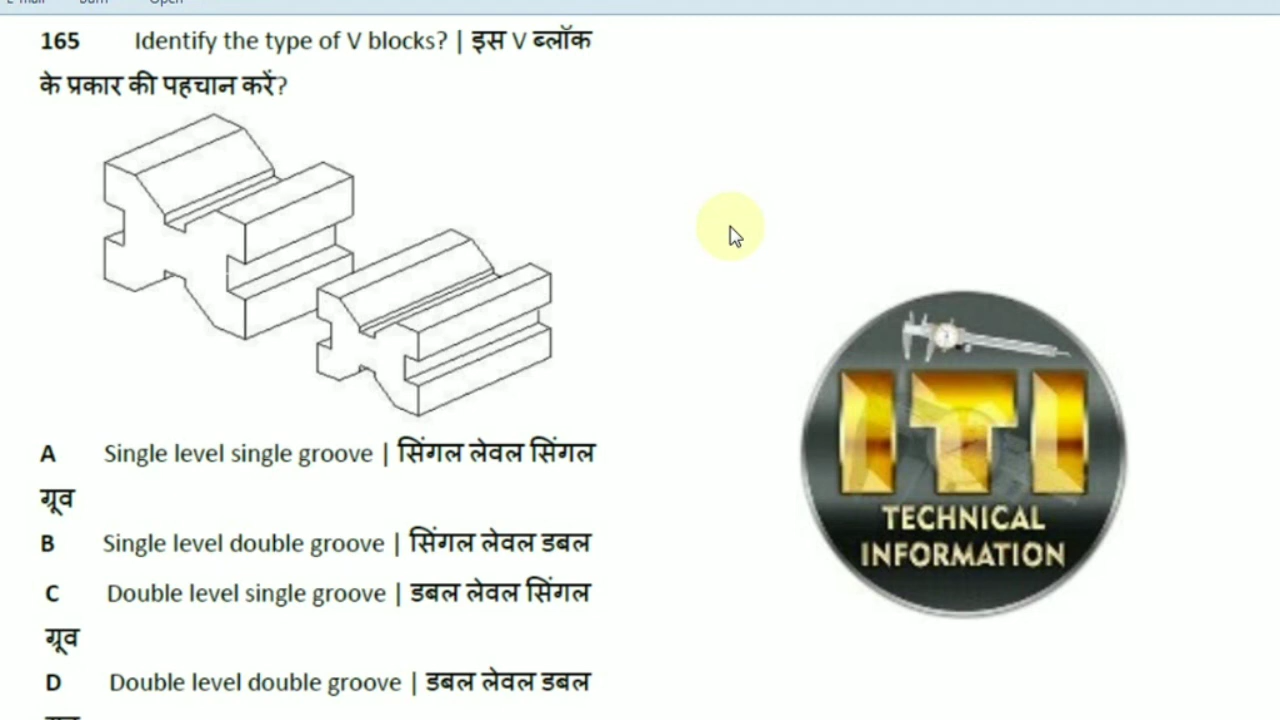 165 Identify the type of V blocks? | इस V ब्लॉक
के प्रकार की पहचान करें?
A Single level single groove | सिंगल लेवल सिंगल
ग्रूव
B Single level double groove | सिंगल लेवल डबल
C Double level single groove | डबल लेवल सिंगल
ग्रूव
D Double level double groove | डबल लेवल डबल
ITI
TECHNICAL
INFORMATION